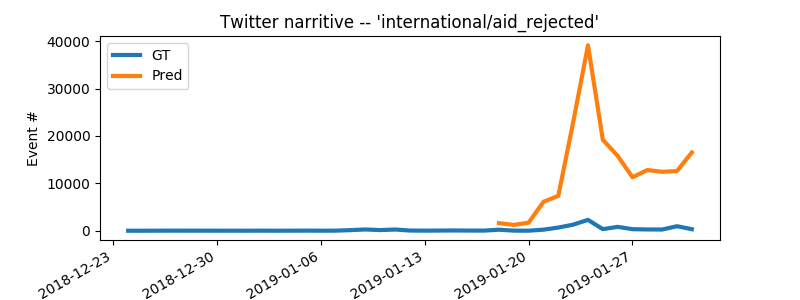 Twitter narritive -- 'international/aid_rejected'
GT
Pred
Event #
40000
30000
20000
10000
0
2018-12-23
2018-12-30
2019-01-06
2019-01-13
2019-01-20
2019-01-27